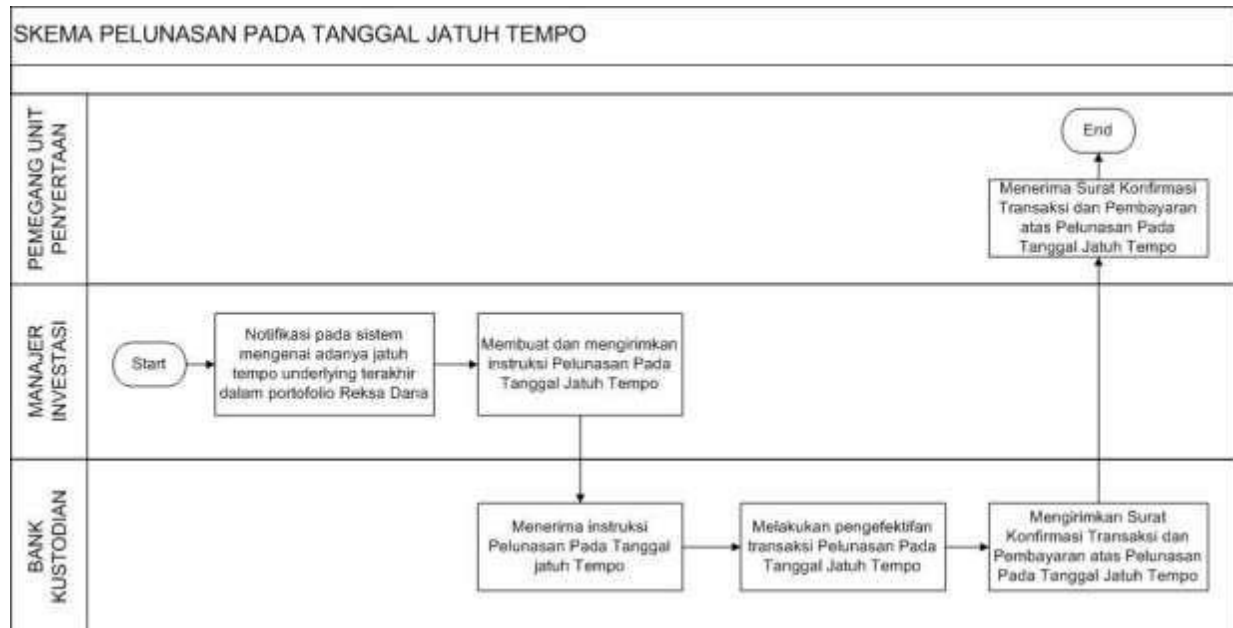 SKEMA PELUNASAN PADA TANGGAL JATUH TEMPO
PEMEGANG UNIT
PENYERTAAN
End
Menerima Surat Konfirmasi
Transaksi dan Pembayaran
atas Pelunasan Pada
Tanggal Jatuh Tempo
MANAJER
INVESTASI
Start
Notifikasi pada sistem
mengenai adanya jatuh
tempo underlying terakhir
dalam portofolio Reksa Dana
Membuat dan mengirimkan
instruksi Pelunasan Pada
Tanggal Jatuh Tempo
BANK
KUSTODIAN
Menerima instruksi
Pelunasan Pada Tanggal
jatuh Tempo
Melakukan pengefektifan
transaksi Pelunasan Pada
Tanggal Jatuh Tempo
Mengirimkan Surat
Konfirmasi Transaksi dan
Pembayaran atas Pelunasan
Pada Tanggal Jatuh Tempo